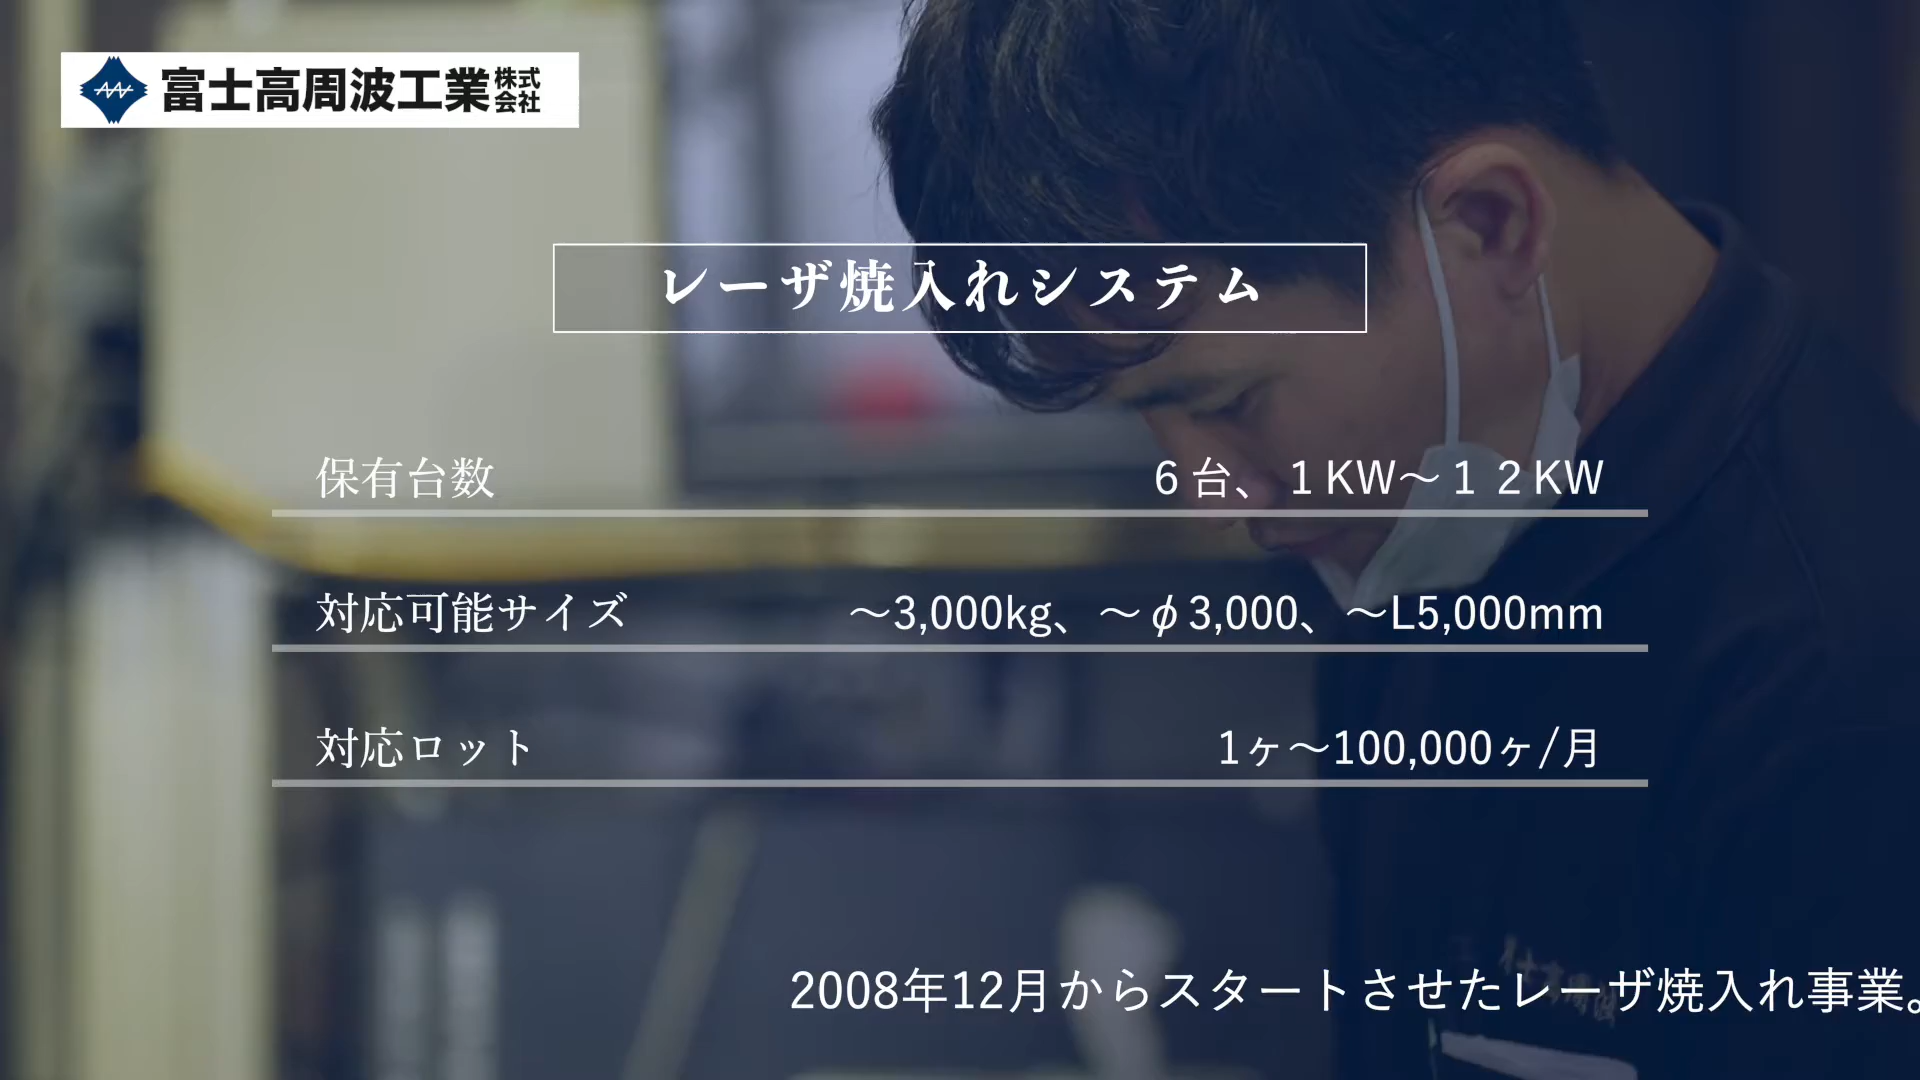 富士高周波工業株式会社
レーザ焼入れシステム
保有台数 6台、1KW～12KW
対応可能サイズ ～3,000kg、～φ3,000、～L5,000mm
対応ロット 1ヶ～100,000ヶ/月
2008年12月からスタートさせたレーザ焼入れ事業。